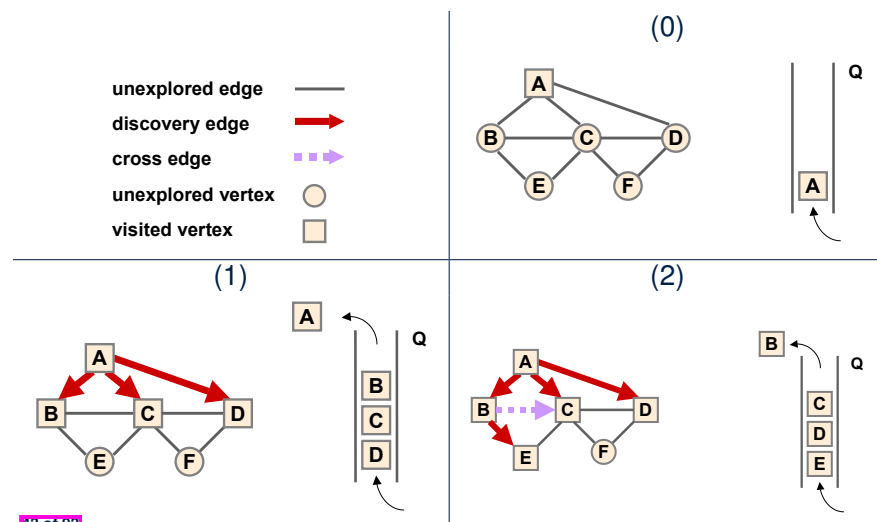 unexplored edge
discovery edge
cross edge
unexplored vertex
visited vertex
(0)
A
B
C
D
E
F
Q
A
(1)
A
Q
A
B
C
D
E
F
B
C
D
(2)
B
Q
A
B
C
D
E
F
C
D
E